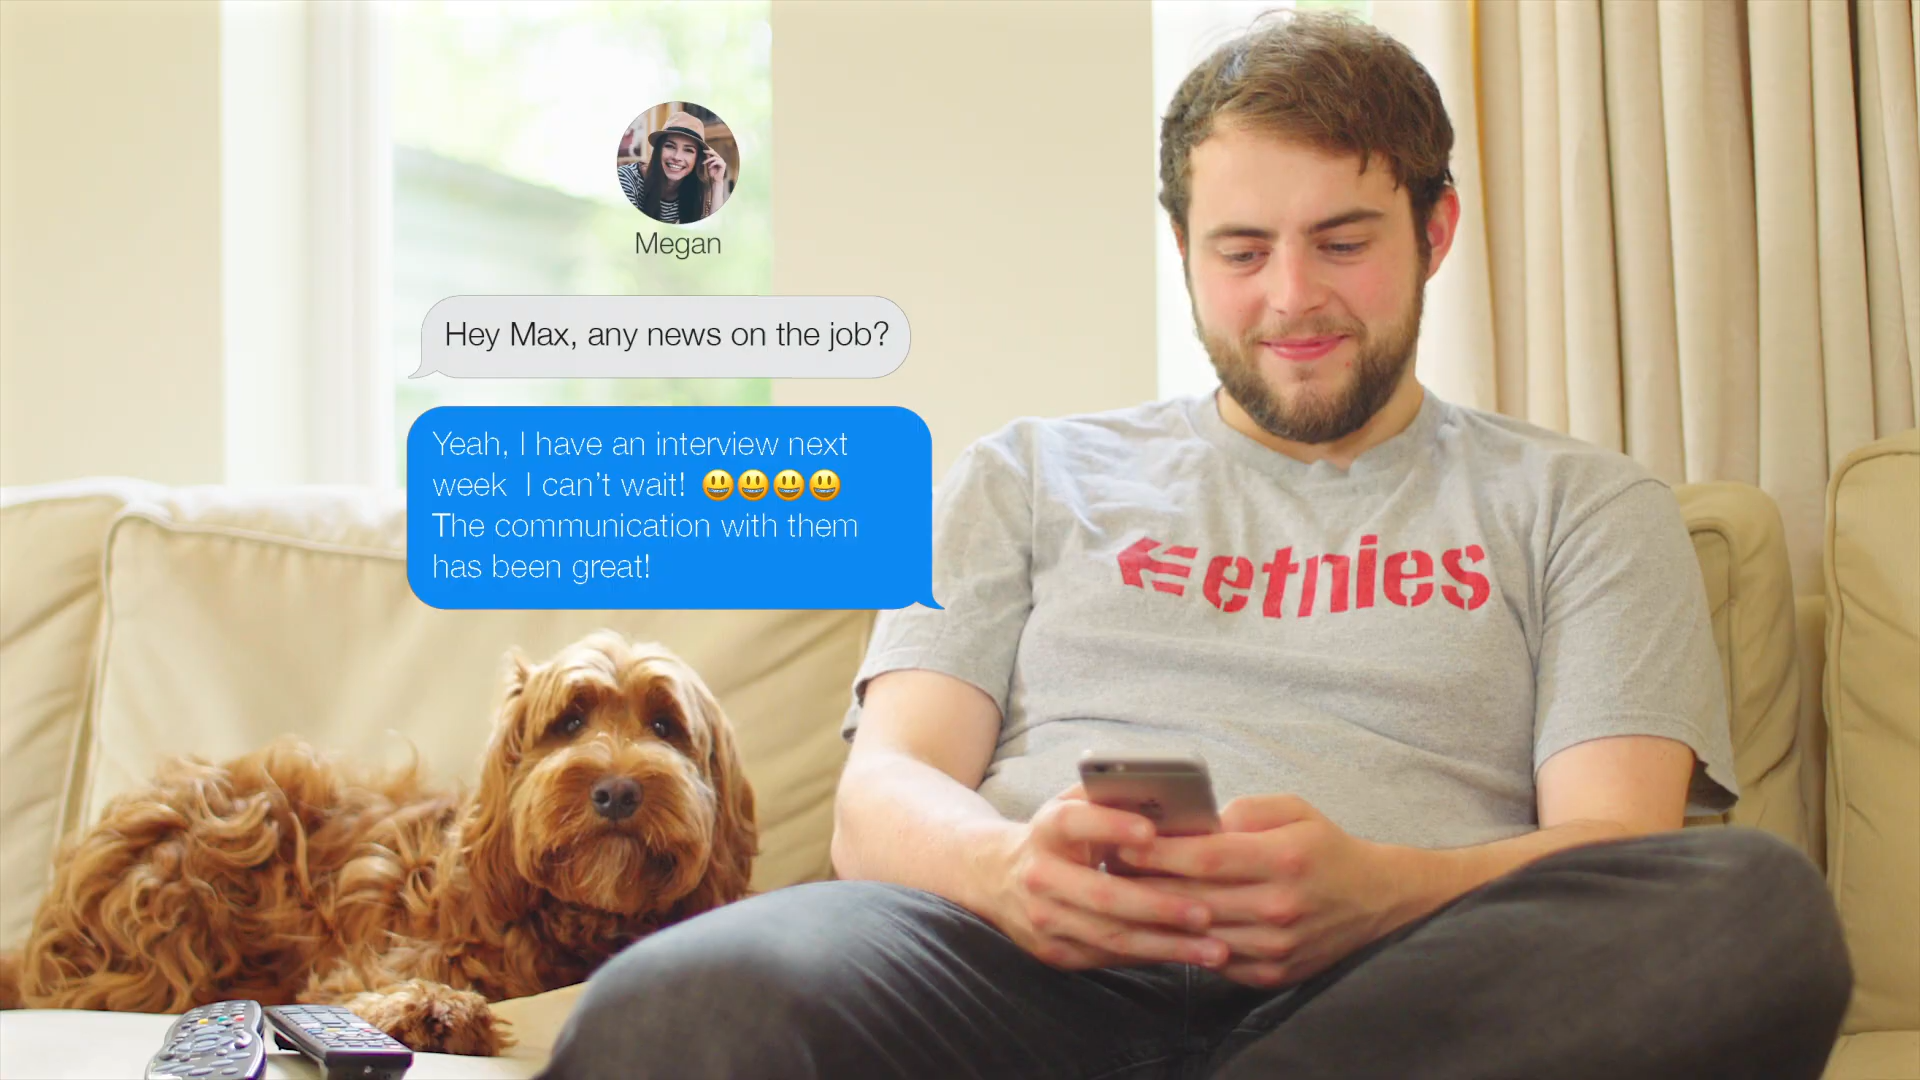 Megan
Hey Max, any news on the job?
Yeah, I have an interview next
week  I can't wait! 😃😃😃😃
The communication with them
has been great!
etnies